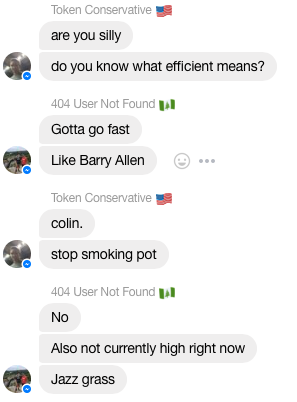 Token Conservative 🇺🇸
are you silly
do you know what efficient means?
404 User Not Found 🇳🇫
Gotta go fast
Like Barry Allen
Token Conservative 🇺🇸
colin.
stop smoking pot
404 User Not Found 🇳🇫
No
Also not currently high right now
Jazz grass